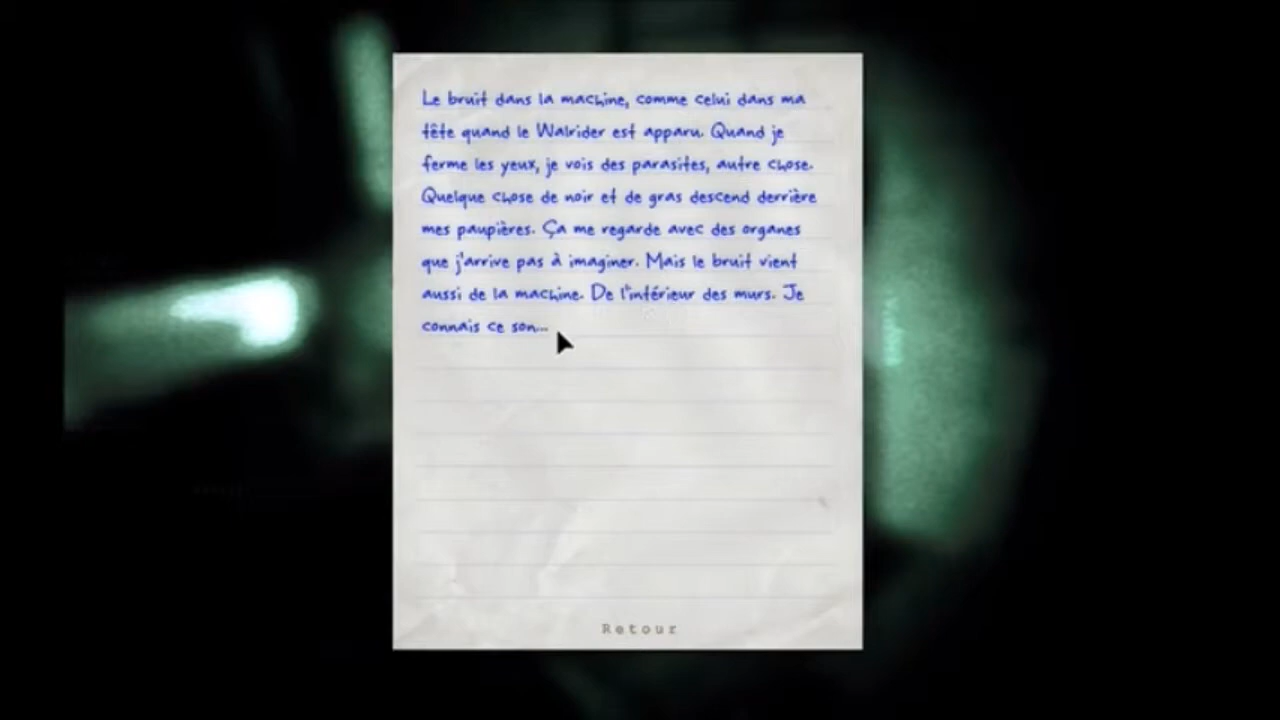 Le bruit dans la machine, comme celui dans ma
tête quand le Walrider est apparu. Quand je
ferme les yeux, je vois des parasites, autre chose.
Quelque chose de noir et de gras descend derrière
mes paupières. Ça me regarde avec des organes
que j'arrive pas à imaginer. Mais le bruit vient
aussi de la machine. De l'intérieur des murs. Je
connais ce son...
Retour